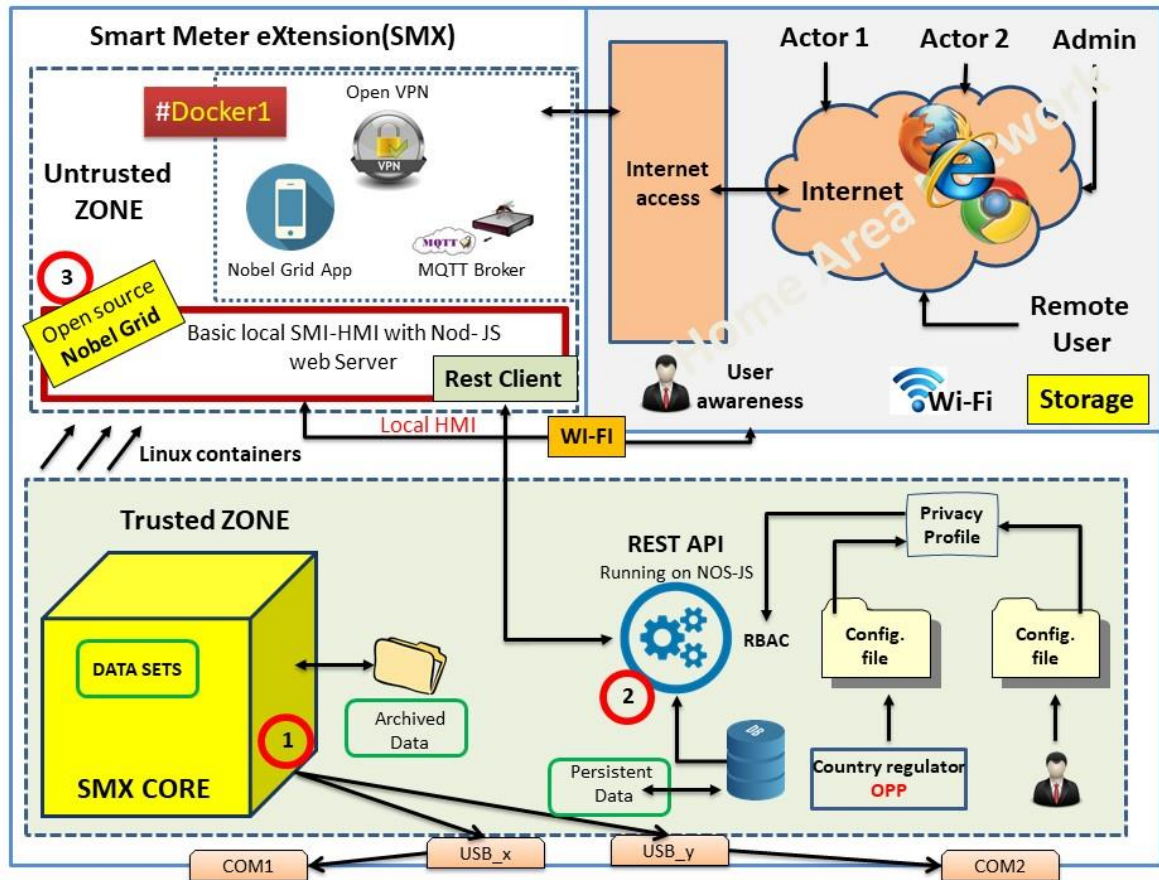 Smart Meter eXtension(SMX)
#Docker1
Open VPN
VPN
Untrusted
ZONE
Nobel Grid App
MQTT
MQTT Broker
3
Open source
Nobel Grid
Basic local SMI-HMI with Nod-JS
web Server
Rest Client
Actor 1
Actor 2
Admin
Internet
access
Internet
Home Area Network
Remote
User
User
awareness
Wi-Fi
Storage
Local HMI
WI-FI
Linux containers
Trusted ZONE
DATA SETS
1
SMX CORE
Archived
Data
REST API
Running on NOS-JS
2
RBAC
DB
Persistent
Data
Privacy
Profile
Config.
file
Config.
file
Country regulator
OPP
COM1
USB_x
USB_y
COM2